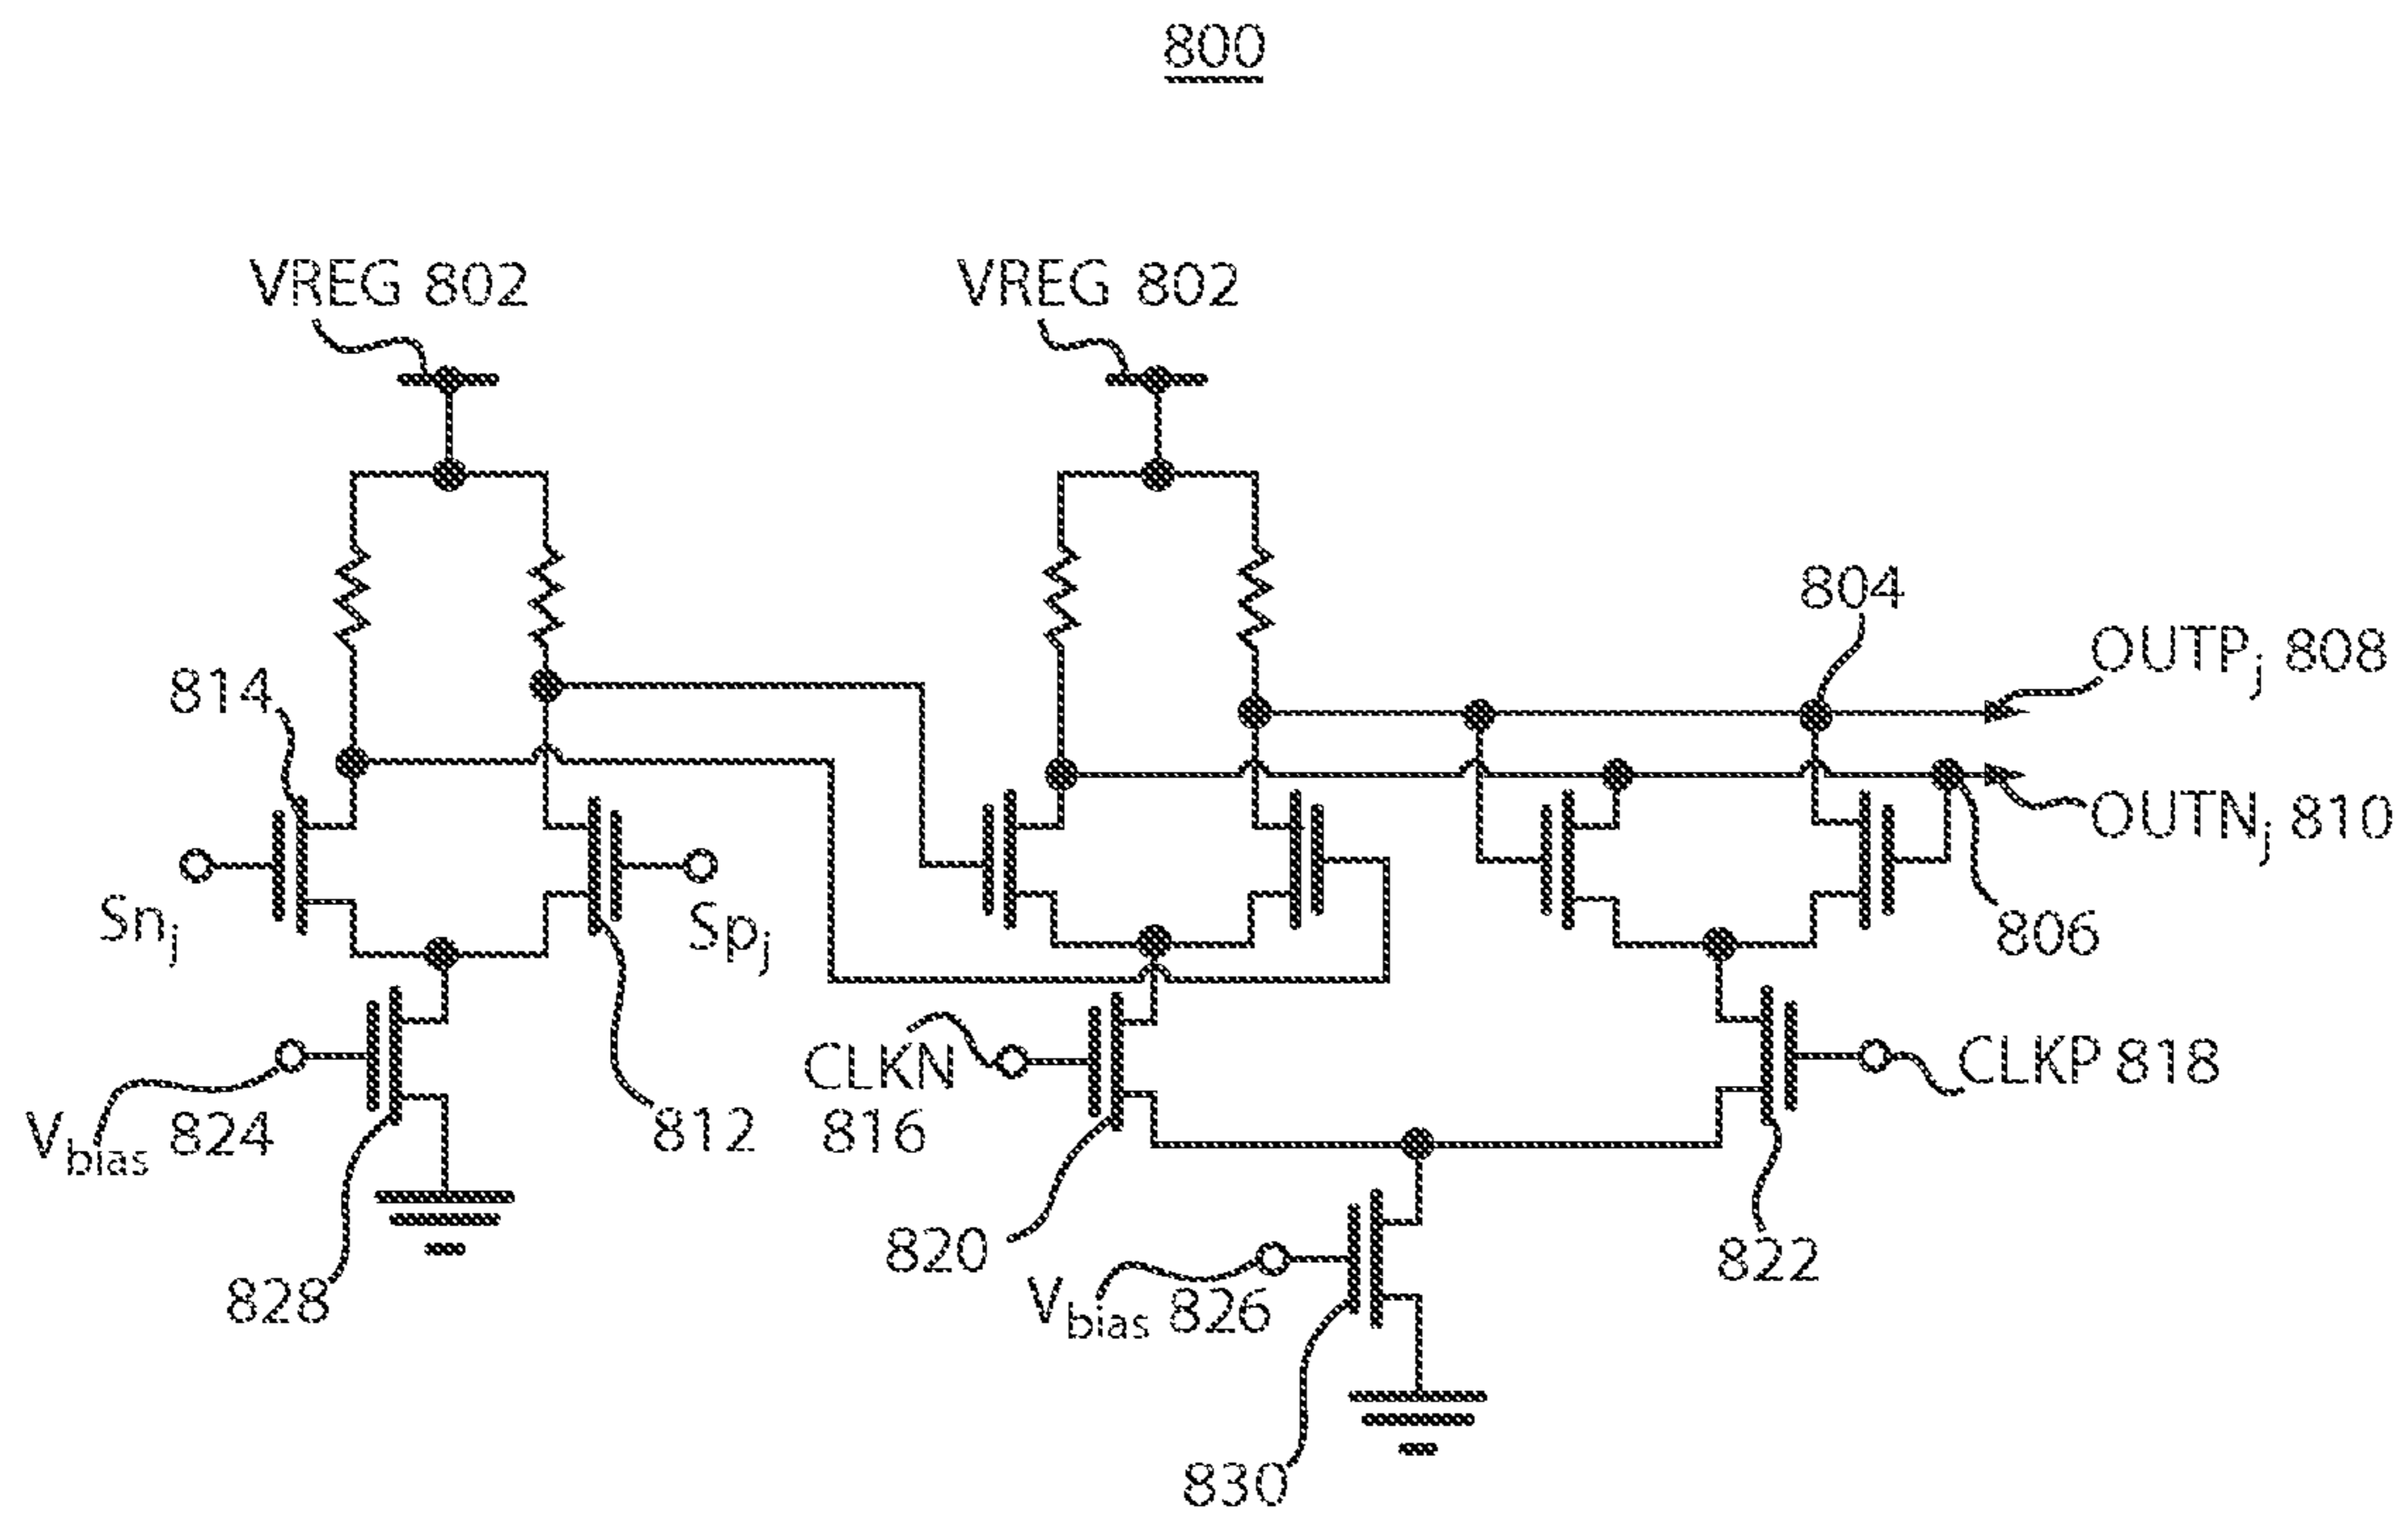 800
VREG 802
VREG 802
804
OUTPj 808
814
OUTNj 810
Snj
Spj
806
CLKN
816
CLKP 818
Vbias 824
812
820
822
828
Vbias 826
830